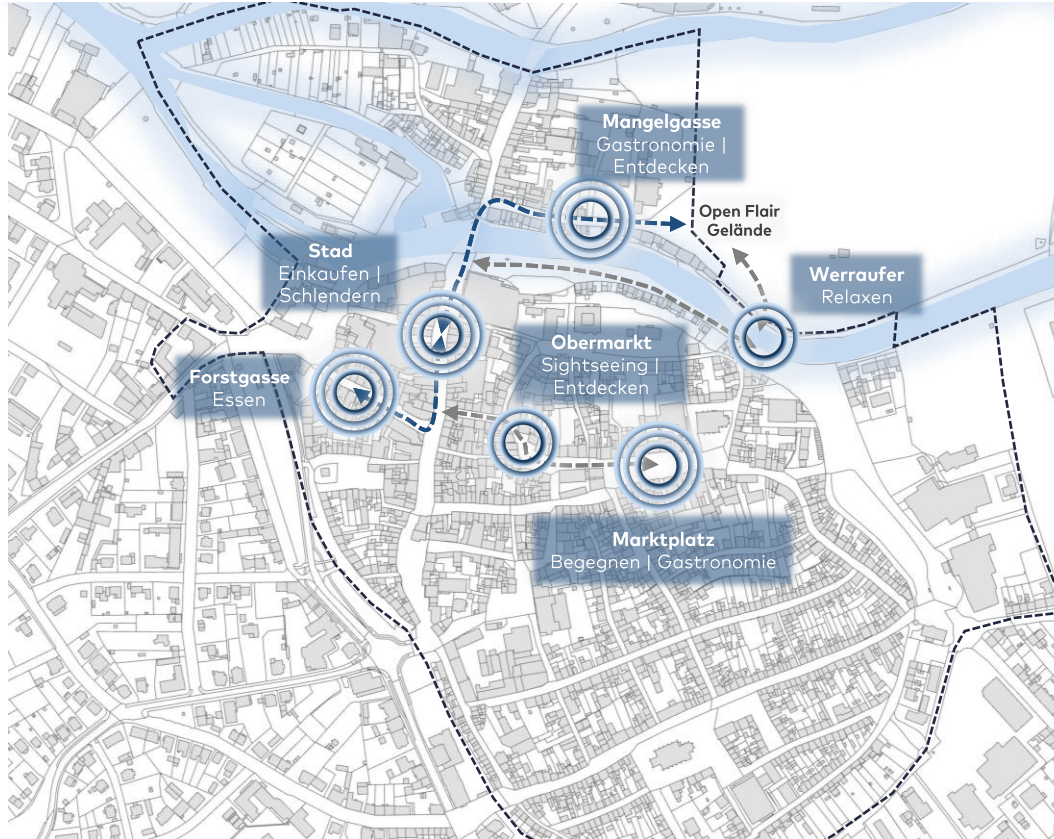 Mangelgasse
Gastronomie |
Entdecken
Open Flair
Gelände
Stad
Einkaufen |
Schlendern
Werraufer
Relaxen
Obermarkt
Sightseeing |
Entdecken
Forstgasse
Essen
Marktplatz
Begegnen | Gastronomie